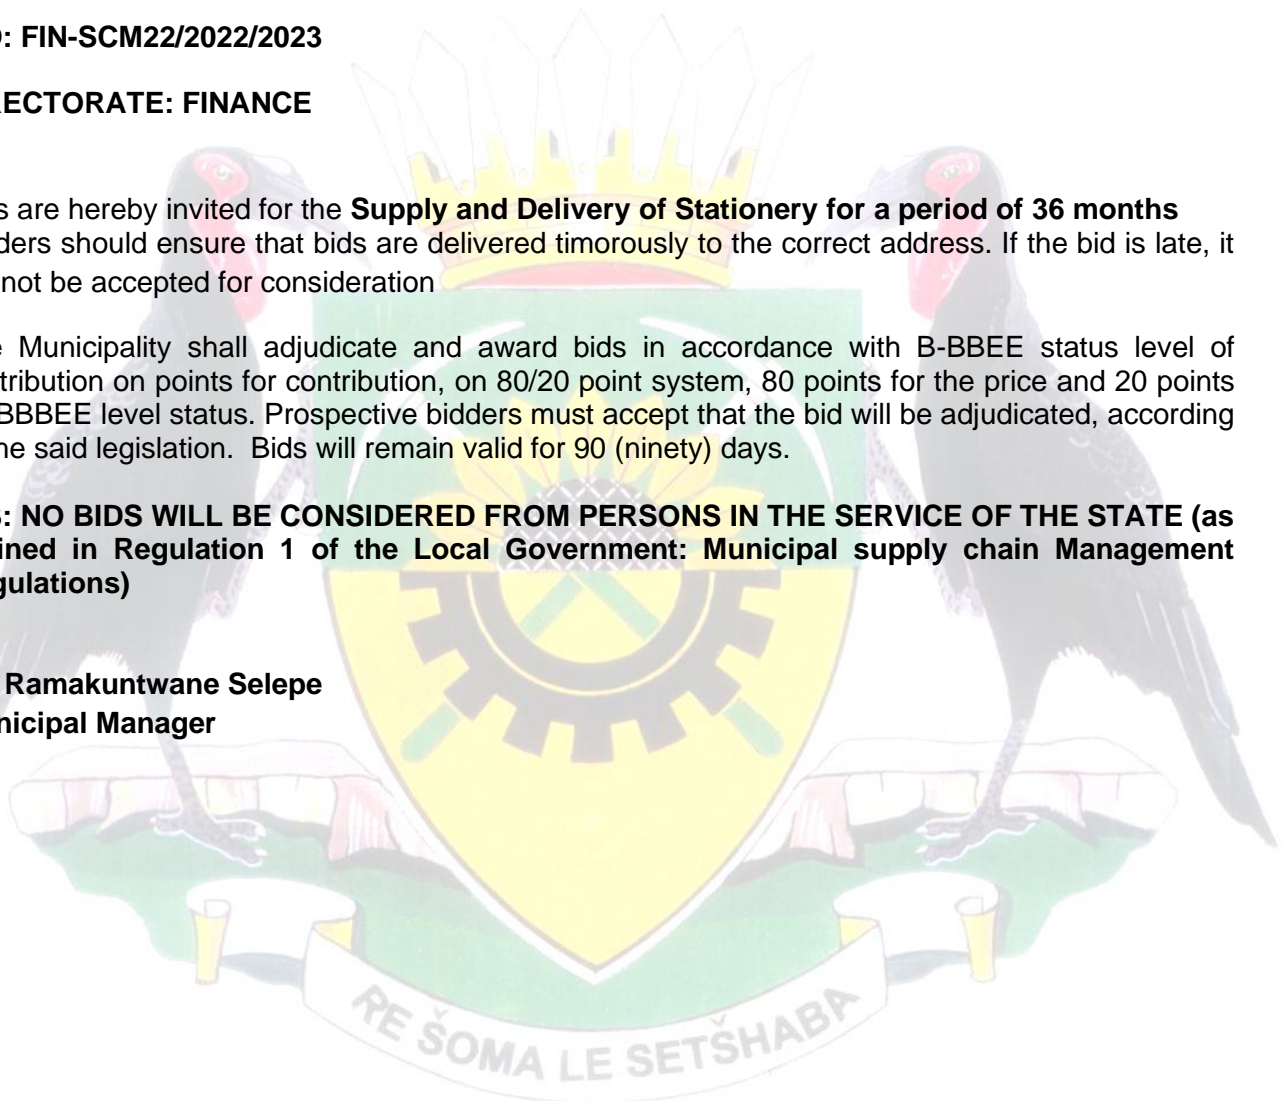 : FIN-SCM22/2022/2023
RECTORATE: FINANCE
s are hereby invited for the Supply and Delivery of Stationery for a period of 36 months
ders should ensure that bids are delivered timorously to the correct address. If the bid is late, it
not be accepted for consideration
e Municipality shall adjudicate and award bids in accordance with B-BBEE status level of
tribution on points for contribution, on 80/20 point system, 80 points for the price and 20 points
BBBEE level status. Prospective bidders must accept that the bid will be adjudicated, according
he said legislation. Bids will remain valid for 90 (ninety) days.
: NO BIDS WILL BE CONSIDERED FROM PERSONS IN THE SERVICE OF THE STATE (as
ined in Regulation 1 of the Local Government: Municipal supply chain Management
gulations)
Ramakuntwane Selepe
nicipal Manager
RE ŠOMA LE SETŠHABA